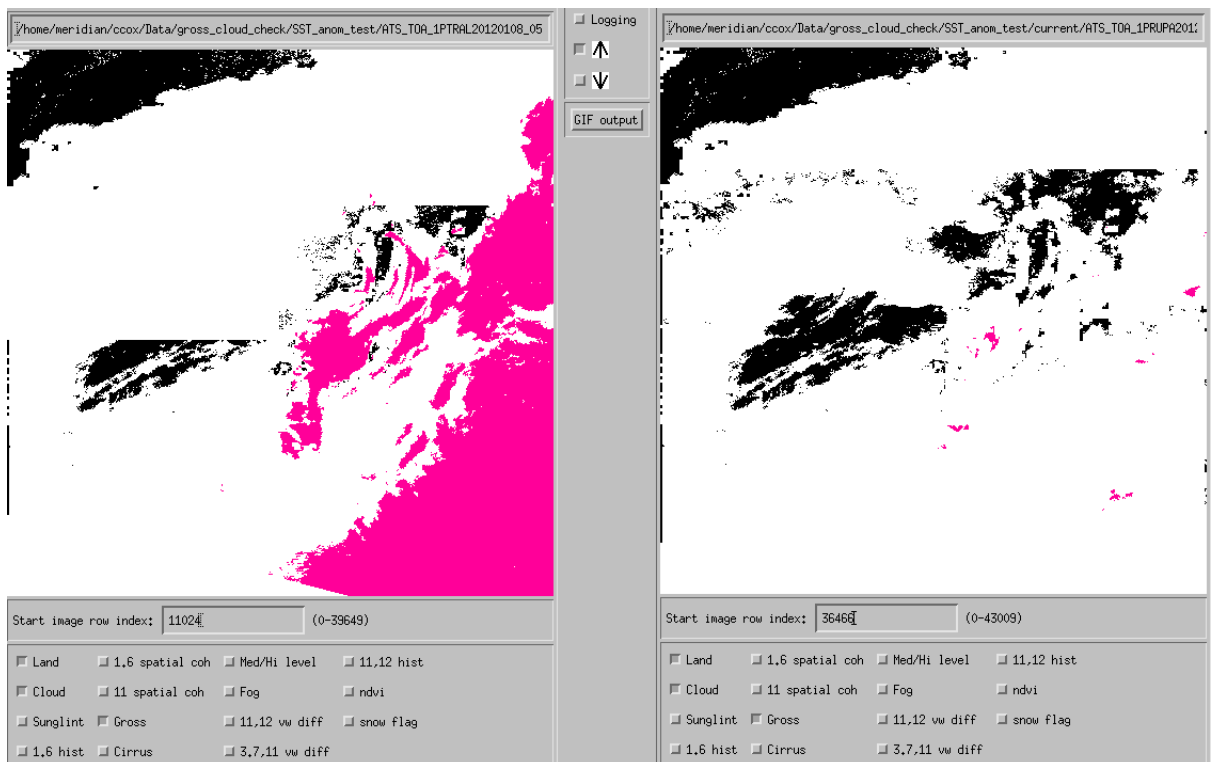 /home/meridian/ccox/Data/gross_cloud_check/SST_anom_test/ATS_TOA_1PTRAL20120108_05
Start image row index: 11024 (0-39649)
Land 1.6 spatial coh Med/Hi level 11,12 hist
Cloud 11 spatial coh Fog ndvi
Sunglint Gross 11,12 vw diff snow flag
1.6 hist Cirrus 3.7,11 vw diff
Logging
GIF output
/home/meridian/ccox/Data/gross_cloud_check/SST_anom_test/current/ATS_TOA_1PRUPA201
Start image row index: 36466 (0-43009)
Land 1.6 spatial coh Med/Hi level 11,12 hist
Cloud 11 spatial coh Fog ndvi
Sunglint Gross 11,12 vw diff snow flag
1.6 hist Cirrus 3.7,11 vw diff